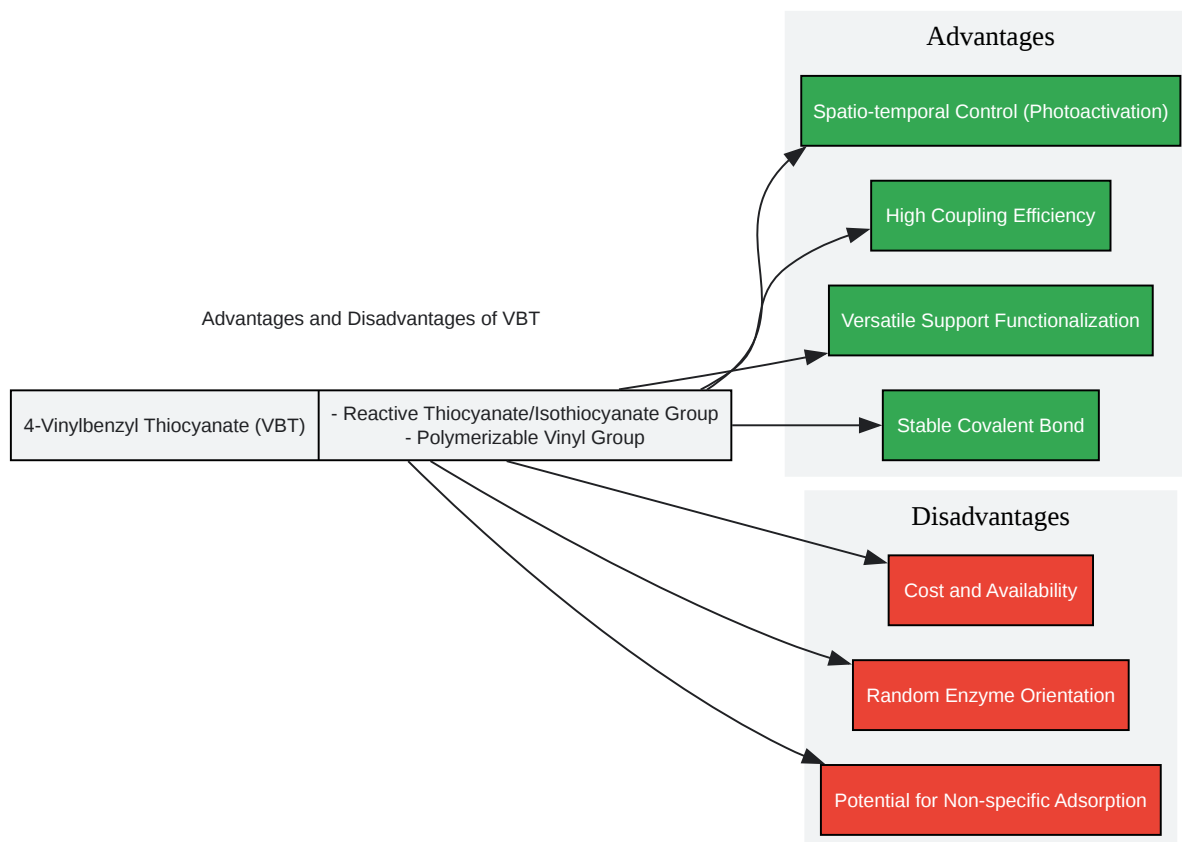 Advantages
Spatio-temporal Control (Photoactivation)
High Coupling Efficiency
Versatile Support Functionalization
Stable Covalent Bond
Advantages and Disadvantages of VBT
4-Vinylbenzyl Thiocyanate (VBT)
- Reactive Thiocyanate/Isothiocyanate Group
- Polymerizable Vinyl Group
Disadvantages
Cost and Availability
Random Enzyme Orientation
Potential for Non-specific Adsorption